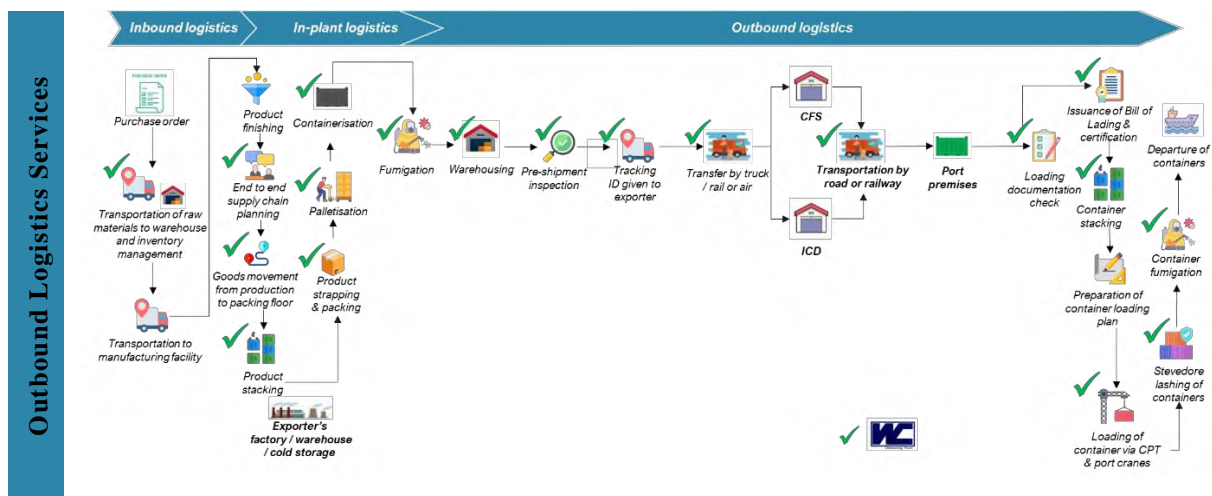 Outbound Logistics Services
Inbound logistics
In-plant logistics
Outbound logistics
PURCHASE ORDER
Purchase order
Transportation of raw
materials to warehouse
and inventory
management
Transportation to
manufacturing facility
Product
finishing
End to end
supply chain
planning
Goods movement
from production
to packing floor
Product
stacking
Exporter's
factory / warehouse
/ cold storage
Containerisation
Palletisation
Product
strapping
& packing
Fumigation
Warehousing
Pre-shipment
inspection
Tracking
ID given to
exporter
Transfer by truck
/ rail or air
CFS
ICD
Transportation by
road or railway
Port
premises
Loading
documentation
check
Issuance of Bill of
Lading &
certification
Container
stacking
Preparation of
container loading
plan
Loading of
container via CPT
& port cranes
Departure of
containers
Container
fumigation
Stevedore
lashing of
containers
WC